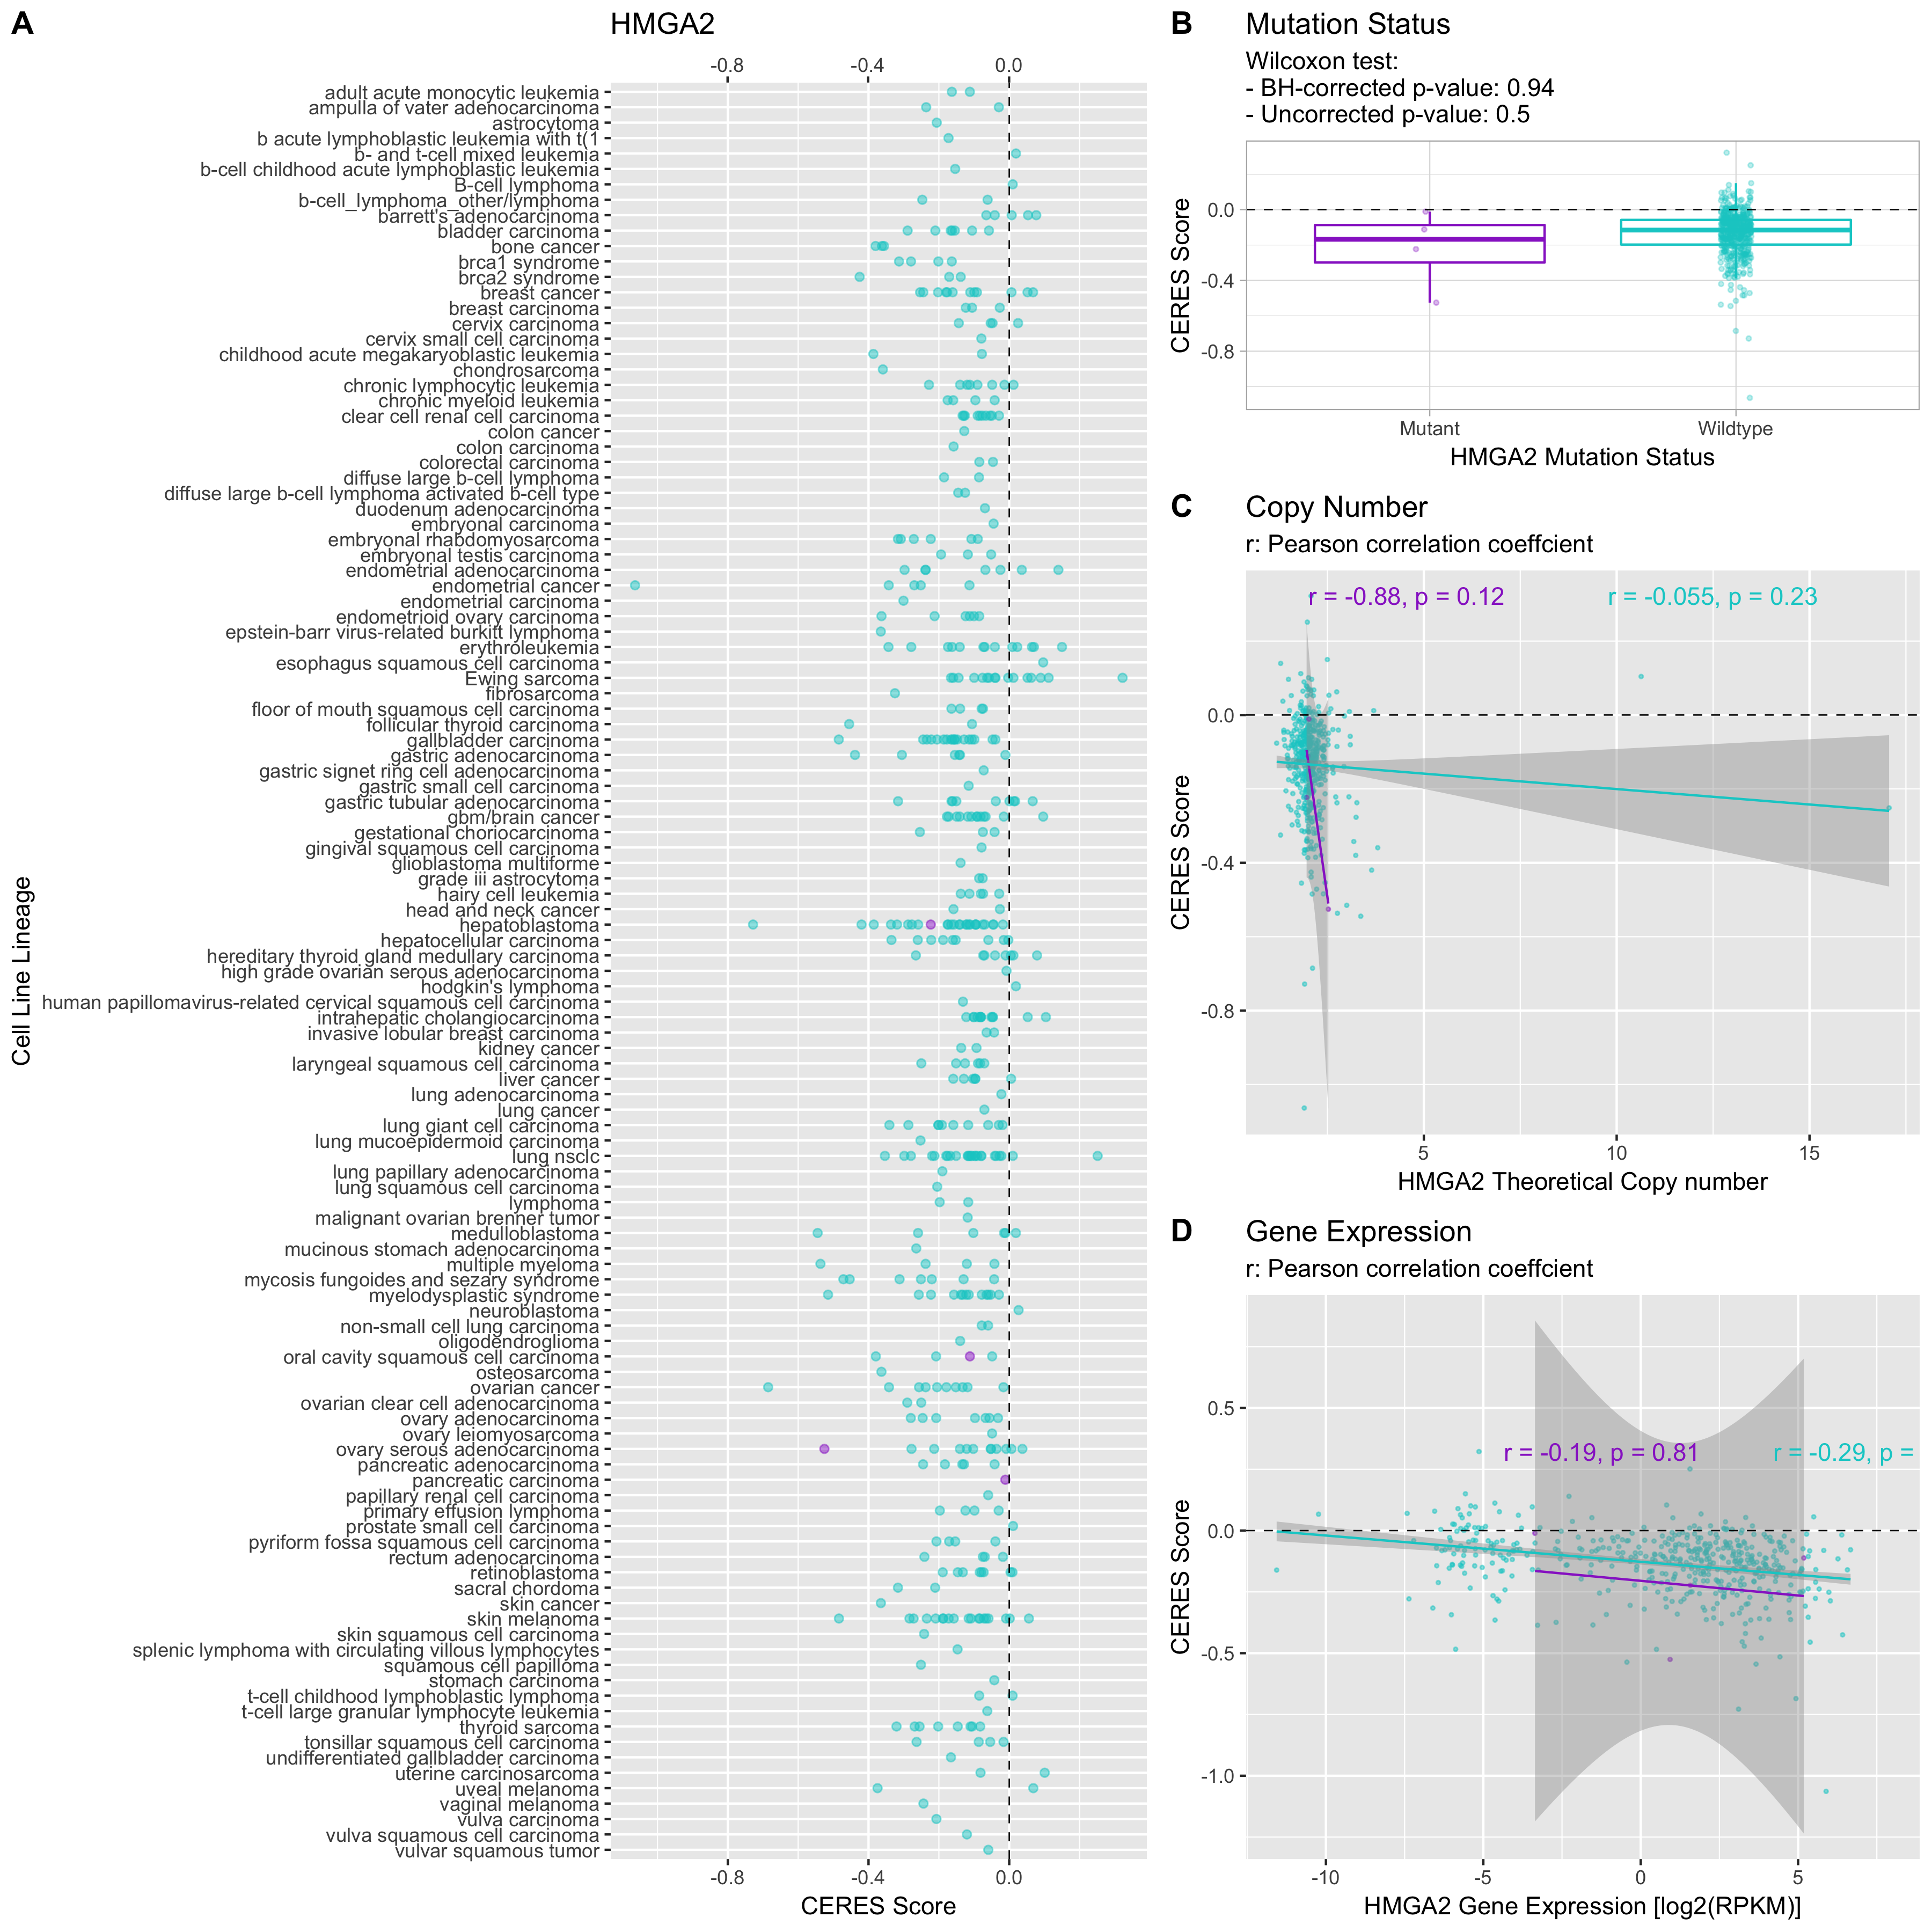 A
HMGA2
-0.8
-0.4
0.0
adult acute monocytic leukemia
ampulla of vater adenocarcinoma
astrocytoma
b acute lymphoblastic leukemia with t(1
b- and t-cell mixed leukemia
b-cell childhood acute lymphoblastic leukemia
B-cell lymphoma
b-cell_lymphoma_other/lymphoma
barrett's adenocarcinoma
bladder carcinoma
bone cancer
brca1 syndrome
brca2 syndrome
breast cancer
breast carcinoma
cervix carcinoma
cervix small cell carcinoma
childhood acute megakaryoblastic leukemia
chondrosarcoma
chronic lymphocytic leukemia
chronic myeloid leukemia
clear cell renal cell carcinoma
colon cancer
colon carcinoma
colorectal carcinoma
diffuse large b-cell lymphoma
diffuse large b-cell lymphoma activated b-cell type
duodenum adenocarcinoma
embryonal carcinoma
embryonal rhabdomyosarcoma
embryonal testis carcinoma
endometrial adenocarcinoma
endometrial cancer
endometrial carcinoma
endometrioid ovary carcinoma
epstein-barr virus-related burkitt lymphoma
erythroleukemia
esophagus squamous cell carcinoma
Ewing sarcoma
fibrosarcoma
floor of mouth squamous cell carcinoma
follicular thyroid carcinoma
gallbladder carcinoma
gastric adenocarcinoma
gastric signet ring cell adenocarcinoma
gastric small cell carcinoma
gastric tubular adenocarcinoma
gbm/brain cancer
gestational choriocarcinoma
gingival squamous cell carcinoma
glioblastoma multiforme
grade iii astrocytoma
hairy cell leukemia
head and neck cancer
hepatoblastoma
hepatocellular carcinoma
hereditary thyroid gland medullary carcinoma
high grade ovarian serous adenocarcinoma
hodgkin's lymphoma
human papillomavirus-related cervical squamous cell carcinoma
intrahepatic cholangiocarcinoma
invasive lobular breast carcinoma
kidney cancer
laryngeal squamous cell carcinoma
liver cancer
lung adenocarcinoma
lung cancer
lung giant cell carcinoma
lung mucoepidermoid carcinoma
lung nsclc
lung papillary adenocarcinoma
lung squamous cell carcinoma
lymphoma
malignant ovarian brenner tumor
medulloblastoma
mucinous stomach adenocarcinoma
multiple myeloma
mycosis fungoides and sezary syndrome
myelodysplastic syndrome
neuroblastoma
non-small cell lung carcinoma
oligodendroglioma
oral cavity squamous cell carcinoma
osteosarcoma
ovarian cancer
ovarian clear cell adenocarcinoma
ovary adenocarcinoma
ovary leiomyosarcoma
ovary serous adenocarcinoma
pancreatic adenocarcinoma
pancreatic carcinoma
papillary renal cell carcinoma
primary effusion lymphoma
prostate small cell carcinoma
pyriform fossa squamous cell carcinoma
rectum adenocarcinoma
retinoblastoma
sacral chordoma
skin cancer
skin melanoma
skin squamous cell carcinoma
splenic lymphoma with circulating villous lymphocytes
squamous cell papilloma
stomach carcinoma
t-cell childhood lymphoblastic lymphoma
t-cell large granular lymphocyte leukemia
thyroid sarcoma
tonsillar squamous cell carcinoma
undifferentiated gallbladder carcinoma
uterine carcinosarcoma
uveal melanoma
vaginal melanoma
vulva carcinoma
vulva squamous cell carcinoma
vulvar squamous tumor
-0.8
-0.4
0.0
CERES Score
Cell Line Lineage
B
Mutation Status
Wilcoxon test:
- BH-corrected p-value: 0.94
- Uncorrected p-value: 0.5
0.0
-0.4
-0.8
CERES Score
Mutant
Wildtype
HMGA2 Mutation Status
C
Copy Number
r: Pearson correlation coeffcient
r = -0.88, p = 0.12
r = -0.055, p = 0.23
0.0
-0.4
-0.8
CERES Score
5
10
15
HMGA2 Theoretical Copy number
D
Gene Expression
r: Pearson correlation coeffcient
r = -0.19, p = 0.81
r = -0.29, p =
0.5
0.0
-0.5
-1.0
CERES Score
-10
-5
0
5
HMGA2 Gene Expression [log2(RPKM)]